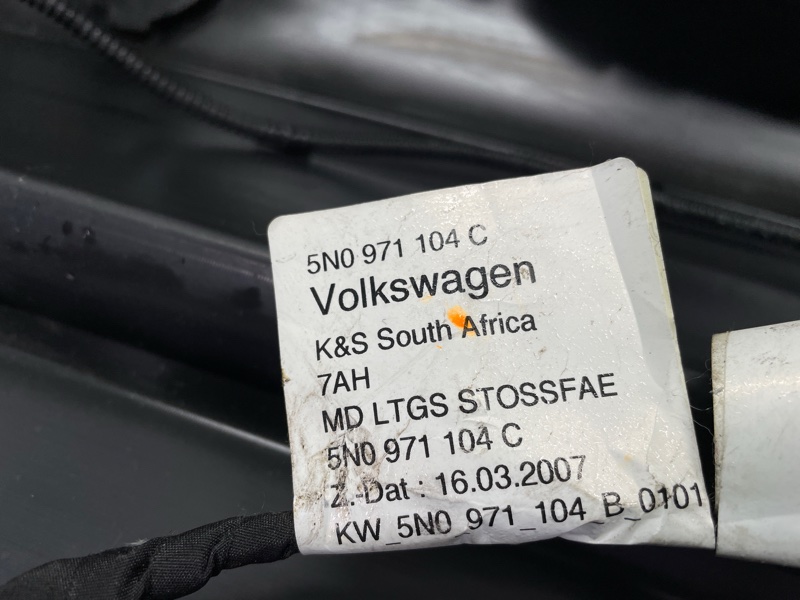 5N0 971 104 C
Volkswagen
K&S South Africa
7AH
MD LTGS STOSSFAE
5N0 971 104 C
Z.-Dat : 16.03.2007
KW_5N0_971_104_B_0101